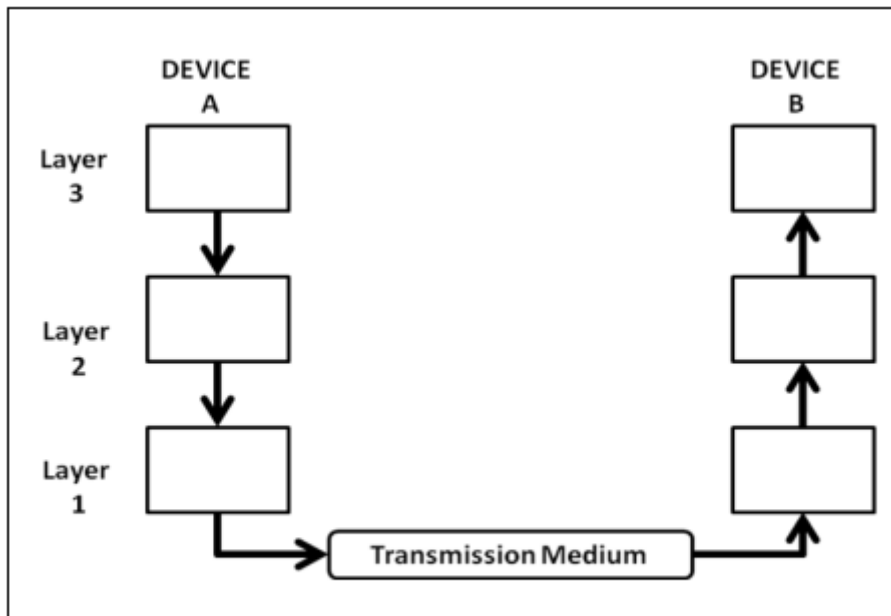 DEVICE
A
DEVICE
B
Layer
3
Layer
2
Layer
1
Transmission Medium